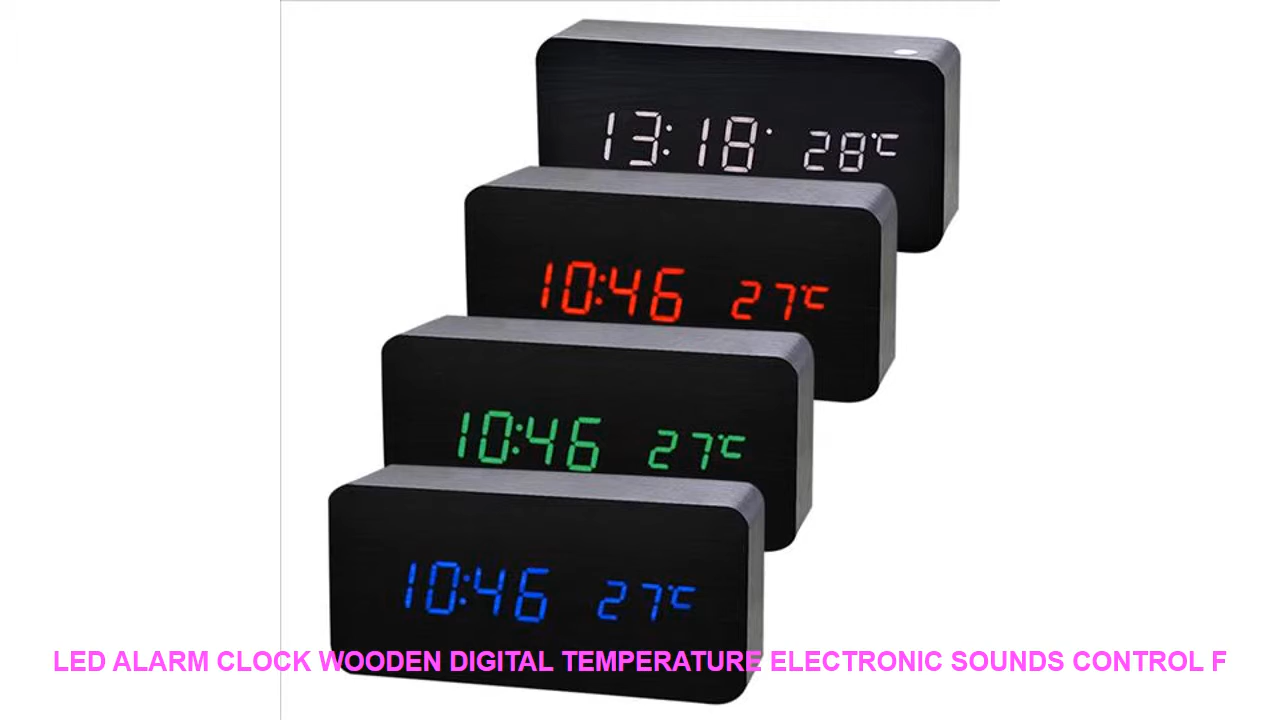 13:18 28°C
10:46 27°C
10:46 27°C
10:46 27°C
LED ALARM CLOCK WOODEN DIGITAL TEMPERATURE ELECTRONIC SOUNDS CONTROL F